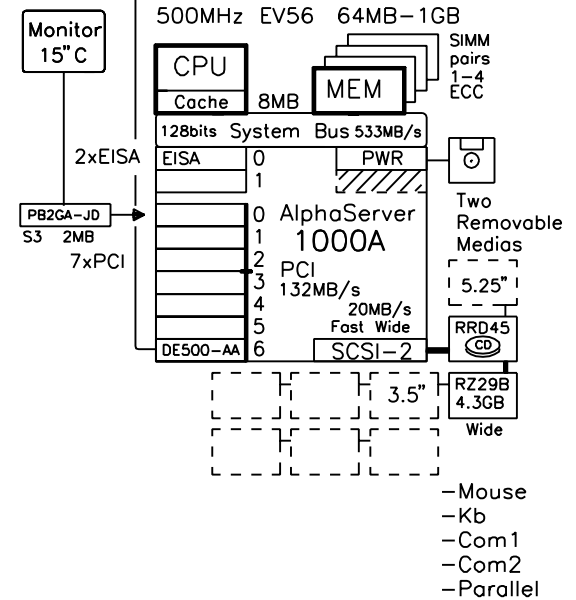 500MHz EV56 64MB-1GB
Monitor
15"C
CPU
Cache
8MB
MEM
SIMM
pairs
1-4
ECC
128bits System Bus 533MB/s
2xEISA
EISA
0
1
PWR
PB2GA-JD
S3 2MB
7xPCI
0
1
2
3
4
5
6
AlphaServer
1000A
PCI
132MB/s
20MB/s
Fast Wide
DE500-AA
SCSI-2
Two
Removable
Medias
5.25"
RRD45
CD
3.5"
RZ29B
4.3GB
Wide
-Mouse
-Kb
-Com1
-Com2
-Parallel